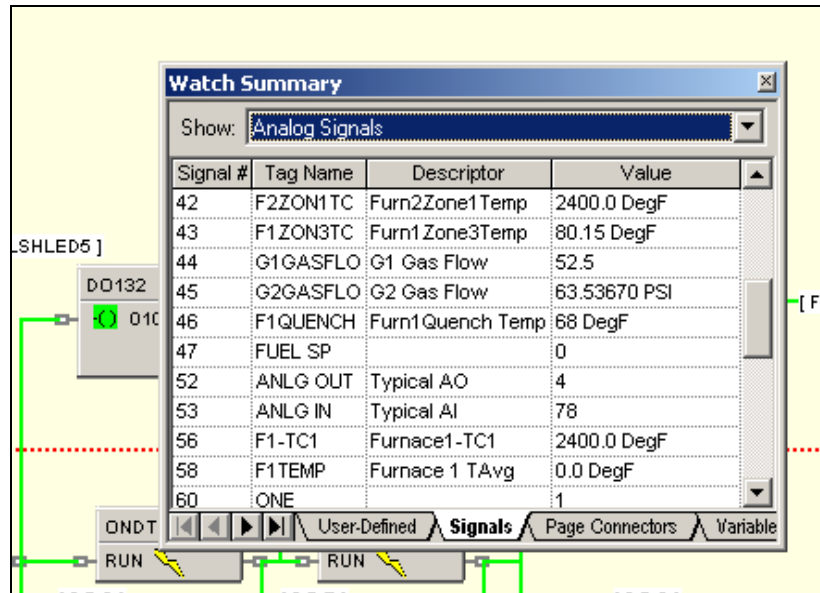 Watch Summary
Show: Analog Signals
Signal # Tag Name Descriptor Value
42 F2ZON1TC Furn2Zone1Temp 2400.0 DegF
43 F1ZON3TC Furn1Zone3Temp 80.15 DegF
44 G1GASFLO G1 Gas Flow 52.5
45 G2GASFLO G2 Gas Flow 63.53670 PSI
46 F1QUENCH Furn1Quench Temp 68 DegF
47 FUEL SP 0
52 ANLG OUT Typical AO 4
53 ANLG IN Typical AI 78
56 F1-TC1 Furnace1-TC1 2400.0 DegF
58 F1TEMP Furnace 1 TAvg 0.0 DegF
60 ONE 1
User-Defined Signals Page Connectors Variable
LSHLED5 ]
DO132
-() 010
[ F
ONDT
RUN
RUN